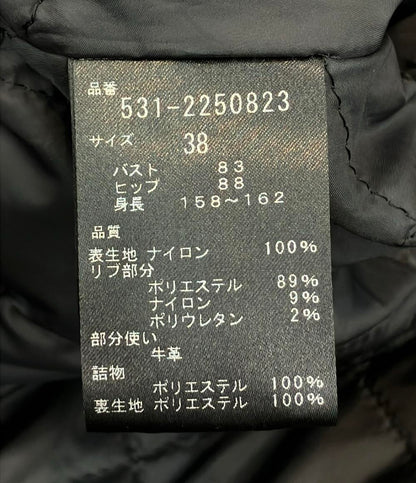 品番
531-2250823
サイズ 38
バスト 83
ヒップ 88
身長 158～162
品質
表生地 ナイロン 100%
リブ部分
ポリエステル 89%
ナイロン 9%
ポリウレタン 2%
部分使い
牛革
詰物
ポリエステル 100%
裏生地 ポリエステル 100%